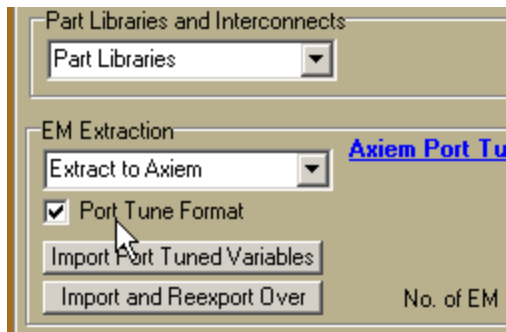 Part Libraries and Interconnects
Part Libraries
EM Extraction
Axiem Port Tu
Extract to Axiem
Port Tune Format
Import Port Tuned Variables
Import and Reexport Over
No. of EM